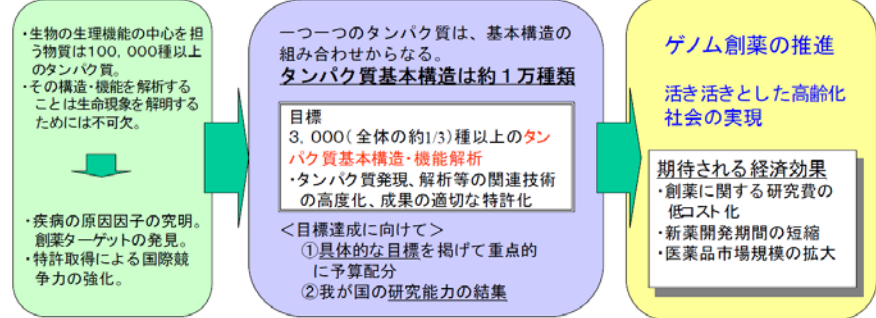 ・生物の生理機能の中心を担
う物質は100,000種以上
のタンパク質。
・その構造・機能を解析する
ことは生命現象を解明する
ためには不可欠。
・疾病の原因因子の究明。
創薬ターゲットの発見。
・特許取得による国際競
争力の強化。
一つ一つのタンパク質は、基本構造の
組み合わせからなる。
タンパク質基本構造は約1万種類
目標
3,000(全体の約1/3)種以上のタン
パク質基本構造・機能解析
・タンパク質発現、解析等の関連技術
の高度化、成果の適切な特許化
<目標達成に向けて>
①具体的な目標を掲げて重点的
に予算配分
②我が国の研究能力の結集
ゲノム創薬の推進
活き活きとした高齢化
社会の実現
期待される経済効果
・創薬に関する研究費の
低コスト化
・新薬開発期間の短縮
・医薬品市場規模の拡大